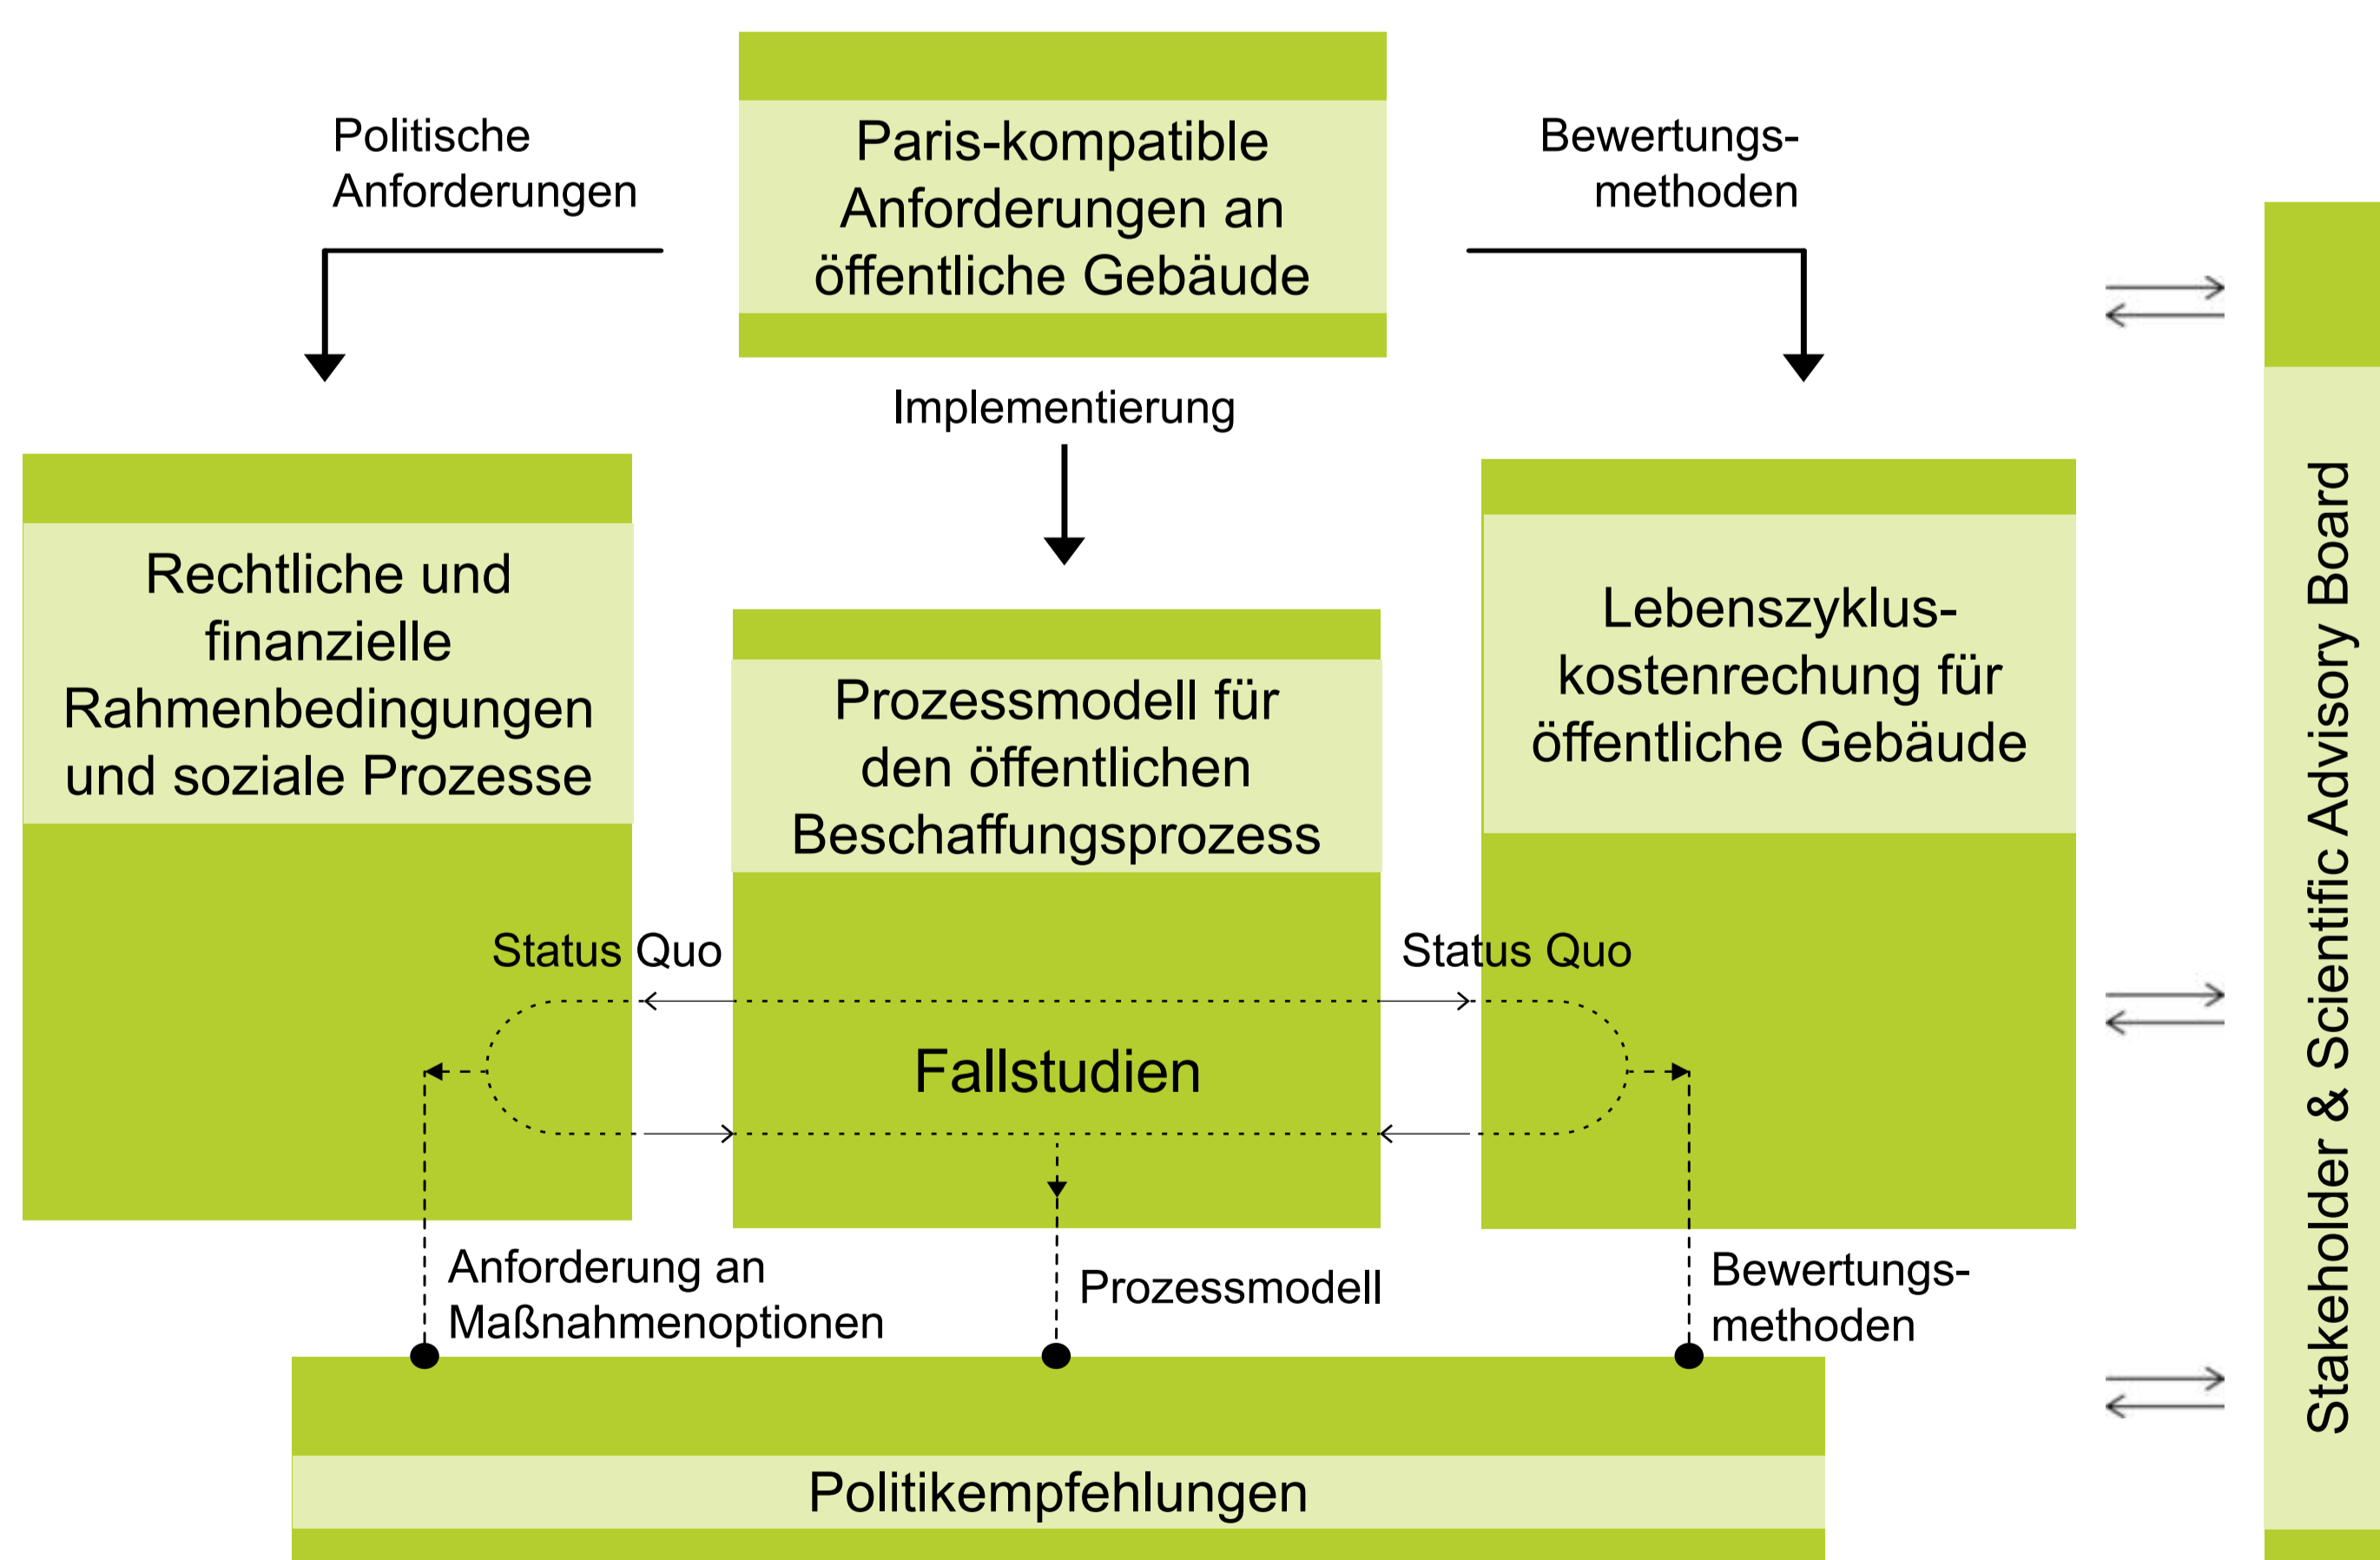 Politische
Anforderungen
Paris-kompatible
Anforderungen an
öffentliche Gebäude
Bewertungs-
methoden
Implementierung
Rechtliche und
finanzielle
Rahmenbedingungen
und soziale Prozesse
Prozessmodell für
den öffentlichen
Beschaffungsprozess
Lebenszyklus-
kostenrechung für
öffentliche Gebäude
Status Quo
Status Quo
Fallstudien
Anforderung an
Maßnahmenoptionen
Prozessmodell
Bewertungs-
methoden
Politikempfehlungen
Stakeholder & Scientific Advisory Board